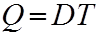 Q = DT